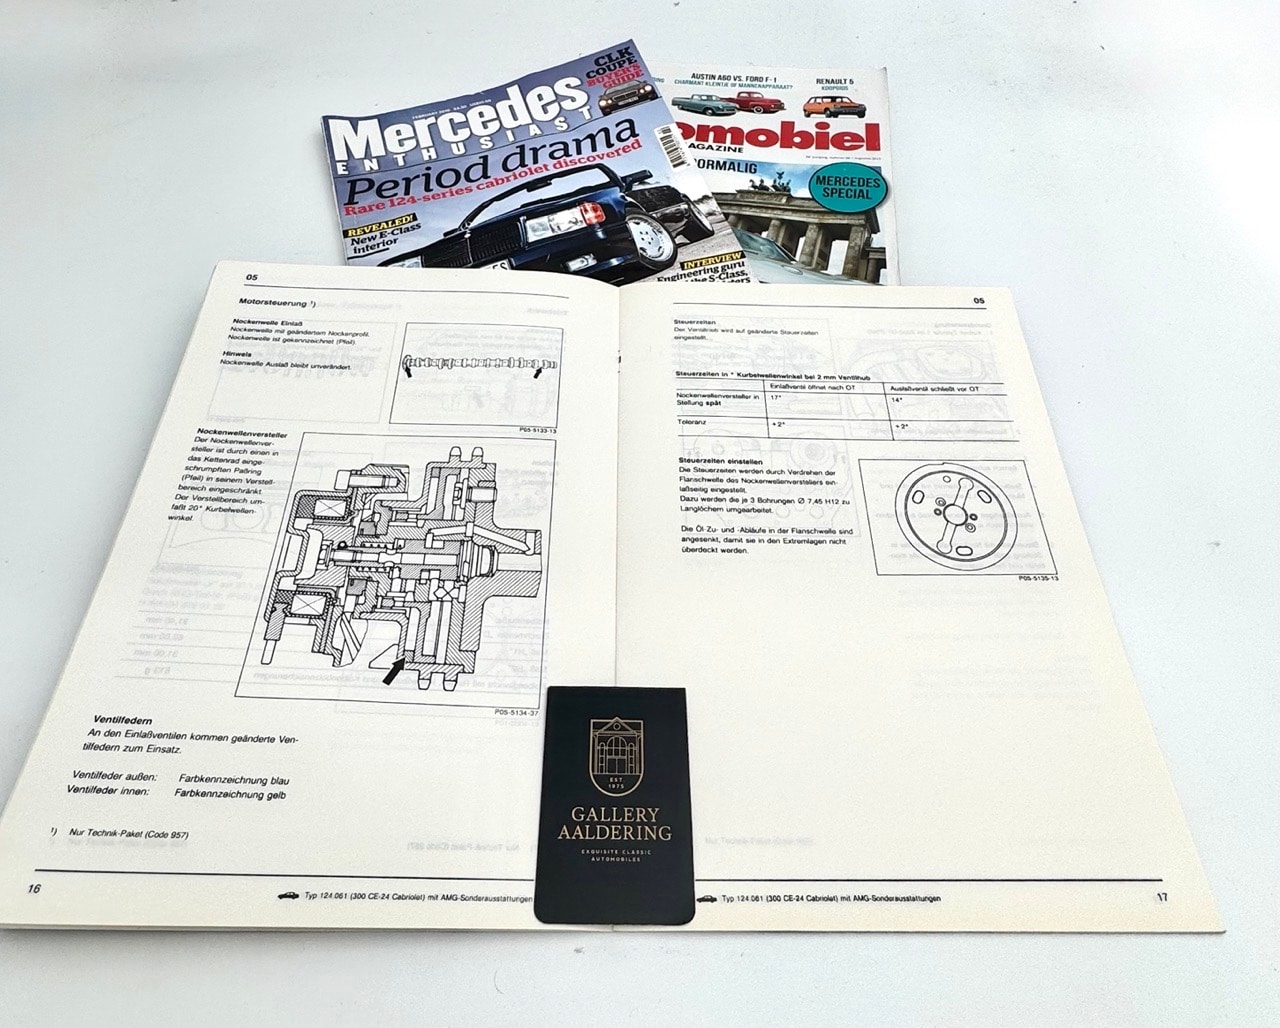 Mercedes
ENTHUSIAST
CLK
COUPE
BUYER'S
GUIDE
Period drama
Rare 124-series cabriolet discovered
REVEALED!
New E-Class
interior
INTERVIEW
Engineering guru
AUSTIN A60 VS. FORD F-1
CHARMANT KLEINTJE OF MANNENAPPARAAT?
RENAULT 5
KOOPGIDS
omobiel
MAGAZINE
ORMALIG
MERCEDES
SPECIAL
05
Motorsteuerung ¹)
Nockenwelle Einlaß
Nockenwelle mit geändertem Nockenprofil.
Nockenwelle ist gekennzeichnet (Pfeil).
Hinweis
Nockenwelle Auslaß bleibt unverändert.
P05-5133-13
Nockenwellenversteller
Der Nockenwellenver-
steller ist durch einen in
das Kettenrad einge-
schrumpften Paßring
(Pfeil) in seinem Verstell-
bereich eingeschränkt.
Der Verstellbereich um-
faßt 20° Kurbelwellen-
winkel.
P05-5134-37
Ventilfedern
An den Einlaßventilen kommen geänderte Ven-
tilfedern zum Einsatz.
Ventilfeder außen: Farbkennzeichnung blau
Ventilfeder innen: Farbkennzeichnung gelb
¹) Nur Technik-Paket (Code 957)
16
Typ 124.061 (300 CE-24 Cabriolet) mit AMG-Sonderausstattungen
05
Steuerzeiten
Der Ventiltrieb wird auf geänderte Steuerzeiten
eingestellt.
Steuerzeiten in ° Kurbelwellenwinkel bei 2 mm Ventilhub
Einlaßventil öffnet nach OT Auslaßventil schließt vor OT
Nockenwellenversteller in 17° 14°
Stellung spät
Toleranz +2° +2°
Steuerzeiten einstellen
Die Steuerzeiten werden durch Verdrehen der
Flanschwelle des Nockenwellenverstellers ein-
laßseitig eingestellt.
Dazu werden die je 3 Bohrungen Ø 7,45 H12 zu
Langlöchern umgearbeitet.
Die Öl-Zu- und -Abläufe in der Flanschwelle sind
angesenkt, damit sie in den Extremlagen nicht
überdeckt werden.
P05-5135-13
Typ 124.061 (300 CE-24 Cabriolet) mit AMG-Sonderausstattungen
17
EST.
1975
GALLERY
AALDERING
EXQUISITE CLASSIC
AUTOMOBILES